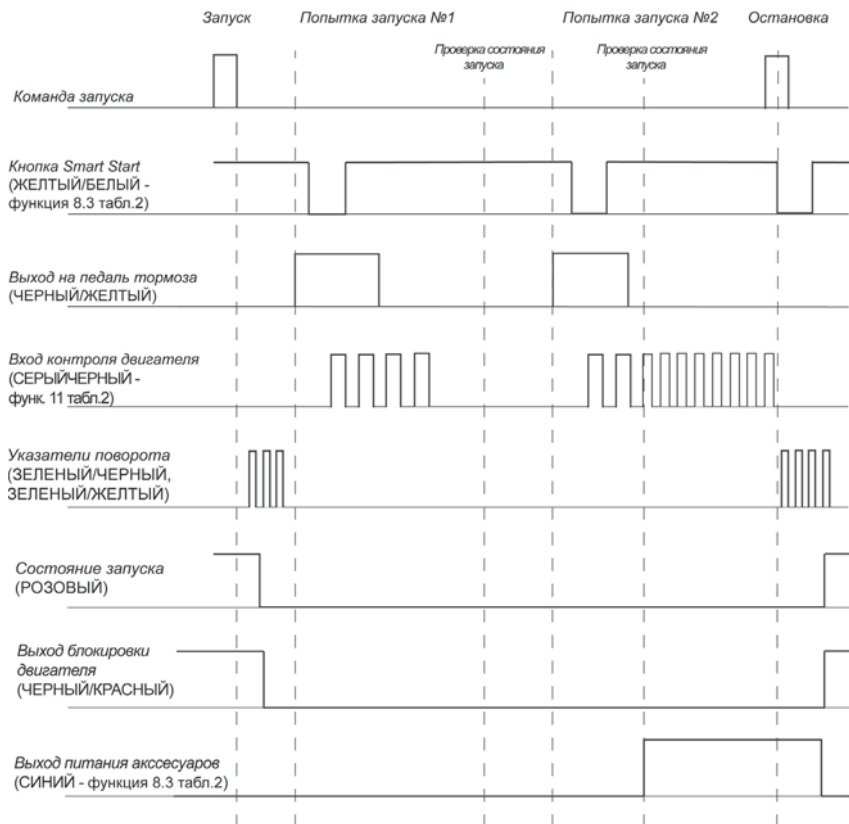 Запуск
Попытка запуска №1
Попытка запуска №2
Остановка
Проверка состояния
запуска
Проверка состояния
запуска
Команда запуска
Кнопка Smart Start
(ЖЕЛТЫЙ/БЕЛЫЙ -
функция 8.3 табл.2)
Выход на педаль тормоза
(ЧЕРНЫЙ/ЖЕЛТЫЙ)
Вход контроля двигателя
(СЕРЫЙЧЕРНЫЙ -
функ. 11 табл.2)
Указатели поворота
(ЗЕЛЕНЫЙ/ЧЕРНЫЙ,
ЗЕЛЕНЫЙ/ЖЕЛТЫЙ)
Состояние запуска
(РОЗОВЫЙ)
Выход блокировки
двигателя
(ЧЕРНЫЙ/КРАСНЫЙ)
Выход питания акссесуаров
(СИНИЙ - функция 8.3 табл.2)